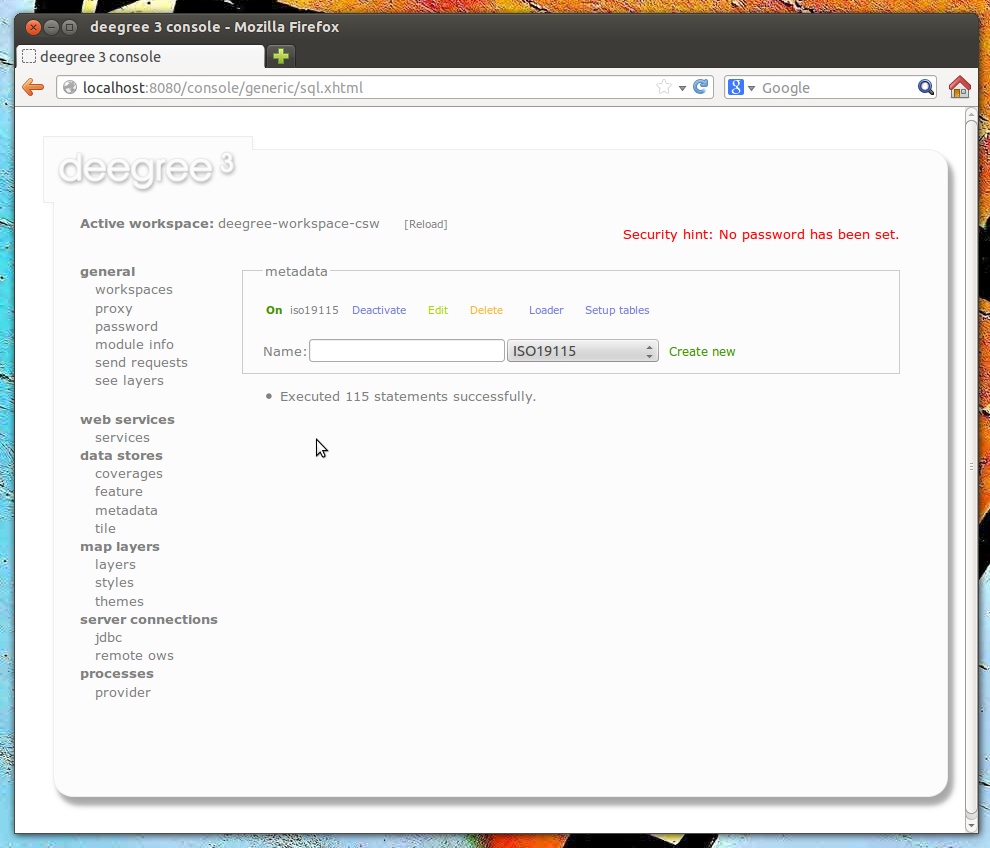 deegree 3 console - Mozilla Firefox
deegree 3 console
localhost:8080/console/generic/sql.xhtml
8 Google
deegree 3
Active workspace: deegree-workspace-csw [Reload]
Security hint: No password has been set.
general
workspaces
proxy
password
module info
send requests
see layers
web services
services
data stores
coverages
feature
metadata
tile
map layers
layers
styles
themes
server connections
jdbc
remote ows
processes
provider
metadata
On iso19115 Deactivate Edit Delete Loader Setup tables
Name: ISO19115 Create new
• Executed 115 statements successfully.